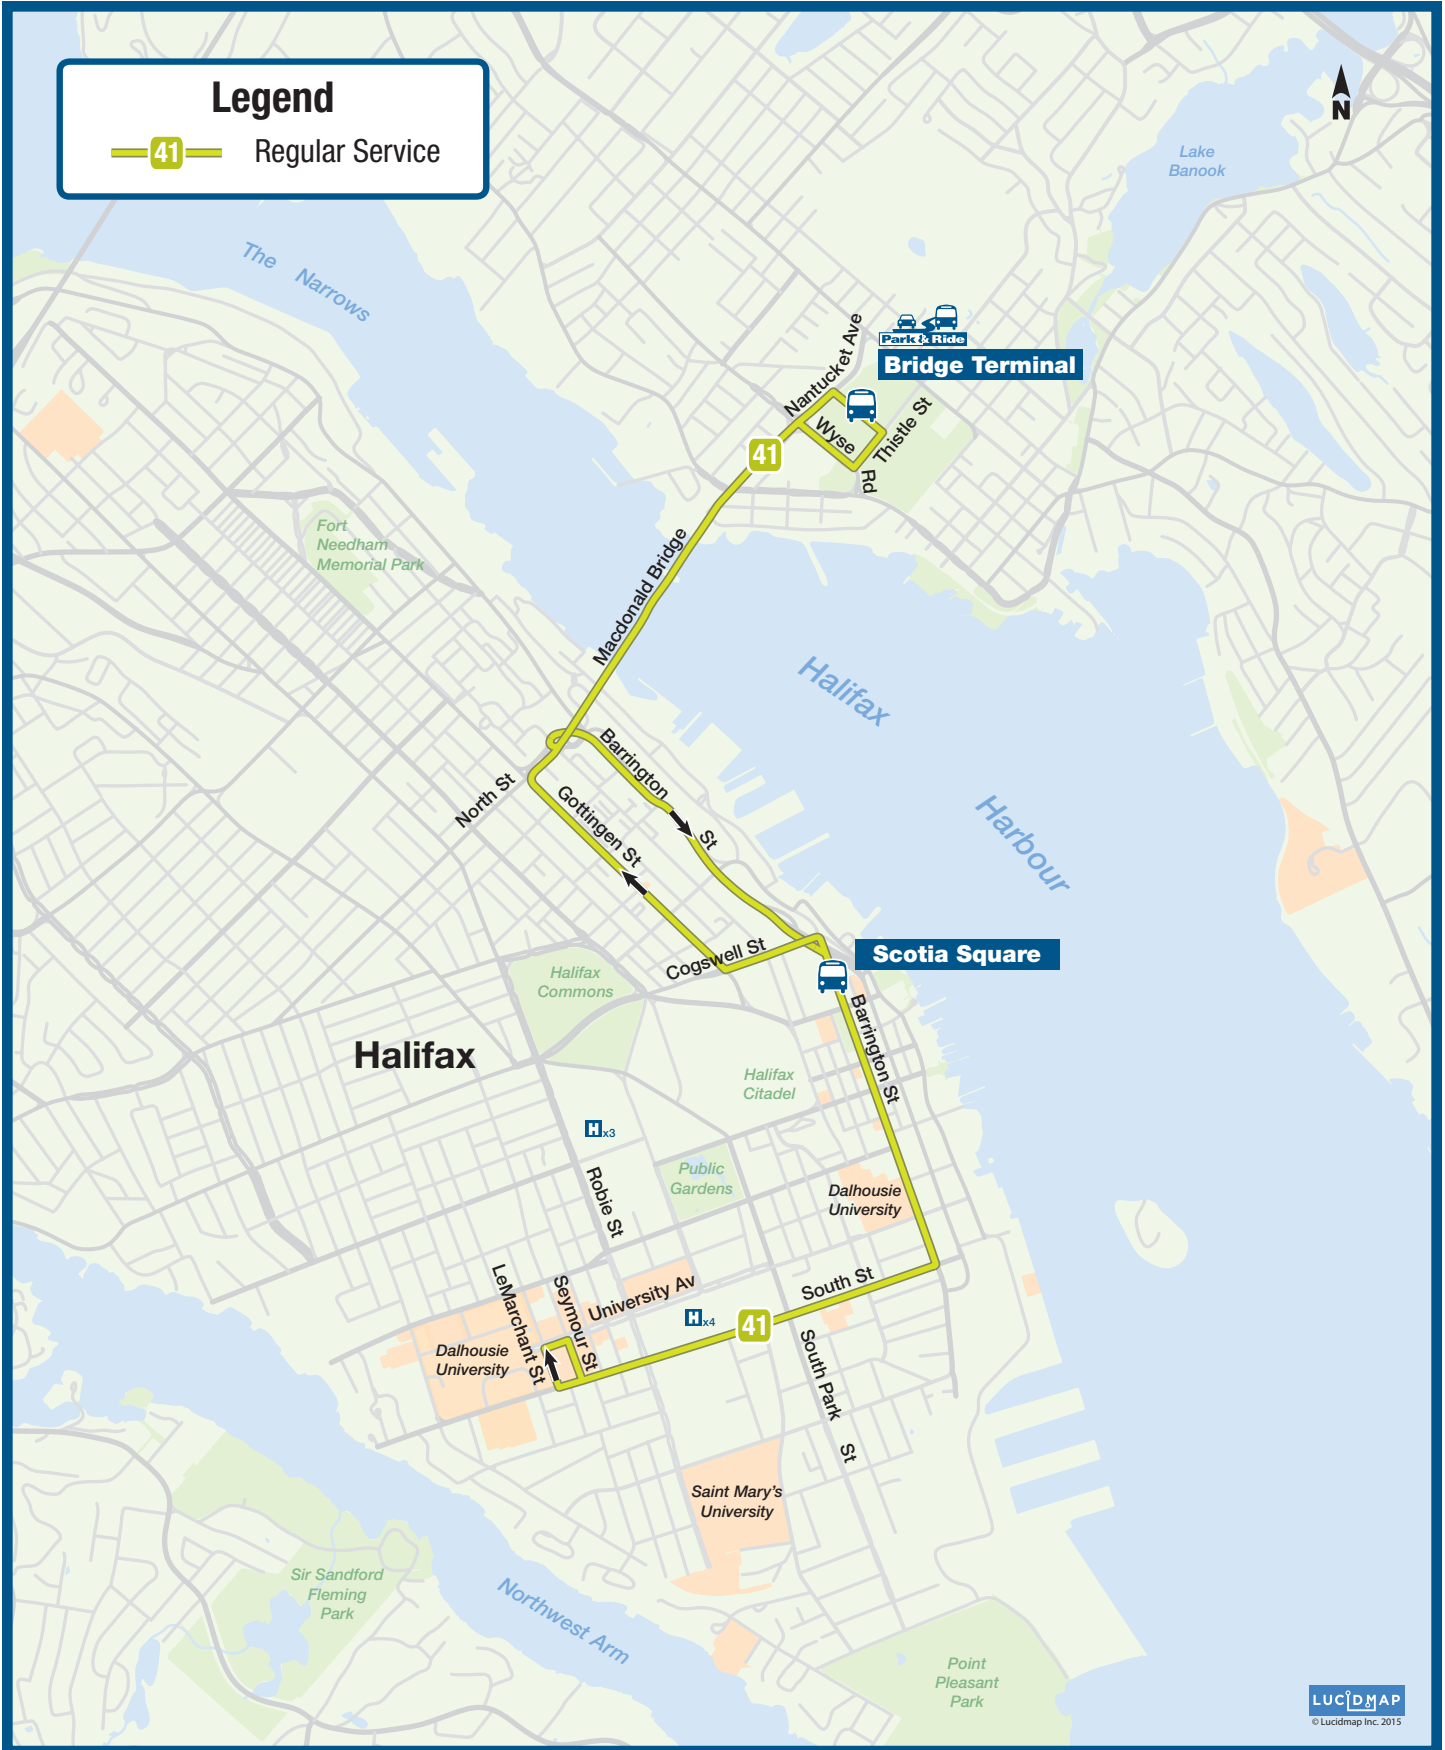 Legend
41 Regular Service
N
Lake
Banook
The Narrows
Park & Ride
Bridge Terminal
Nantucket Ave
Wyse Rd
Thistle St
41
Fort
Needham
Memorial Park
Macdonald Bridge
Halifax Harbour
Barrington St
North St
Gottingen St
Cogswell St
Scotia Square
Halifax
Commons
Barrington St
Halifax
Halifax
Citadel
H x3
Public
Gardens
Robie St
Dalhousie
University
LeMarchant St
Seymour St
University Av
South St
H x4
41
Dalhousie
University
South Park St
Saint Mary's
University
Sir Sandford
Fleming
Park
Northwest Arm
Point
Pleasant
Park
LUCIDMAP
© Lucidmap Inc. 2015